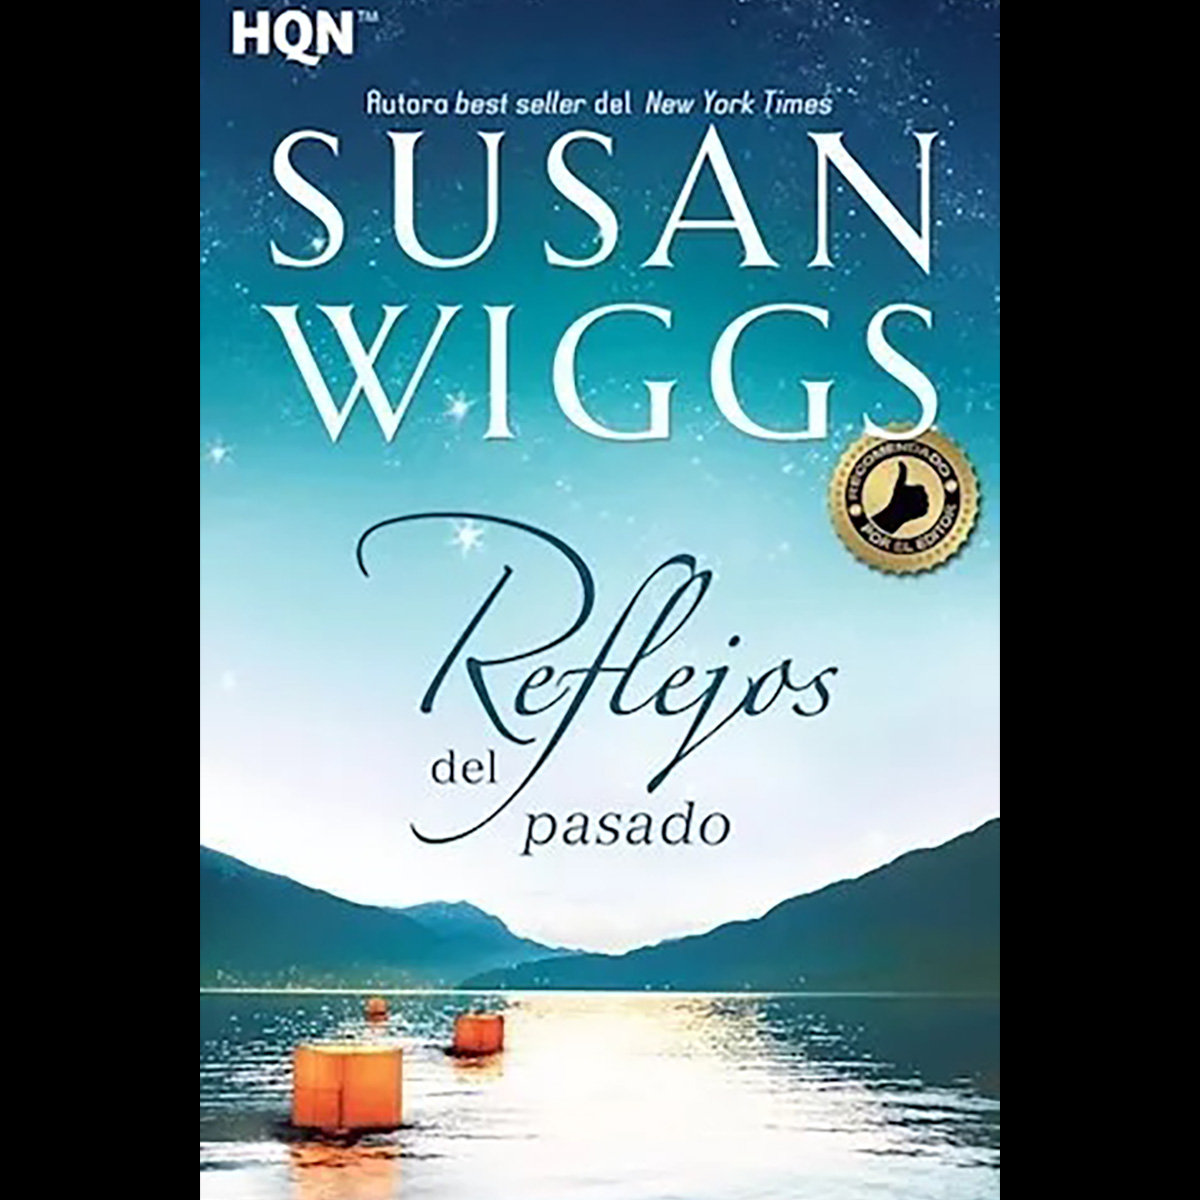 HQN™
Autora best seller del New York Times
SUSAN
WIGGS
RECOMENDADO
POR EL EDITOR
Reflejos
del
pasado